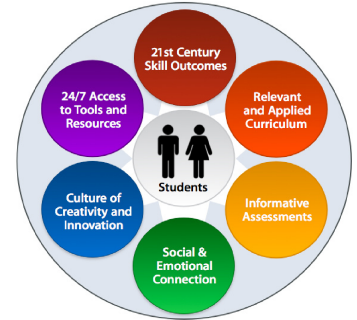 21st Century
Skill Outcomes
24/7 Access
to Tools and
Resources
Relevant
and Applied
Curriculum
Students
Culture of
Creativity and
Innovation
Informative
Assessments
Social &
Emotional
Connection